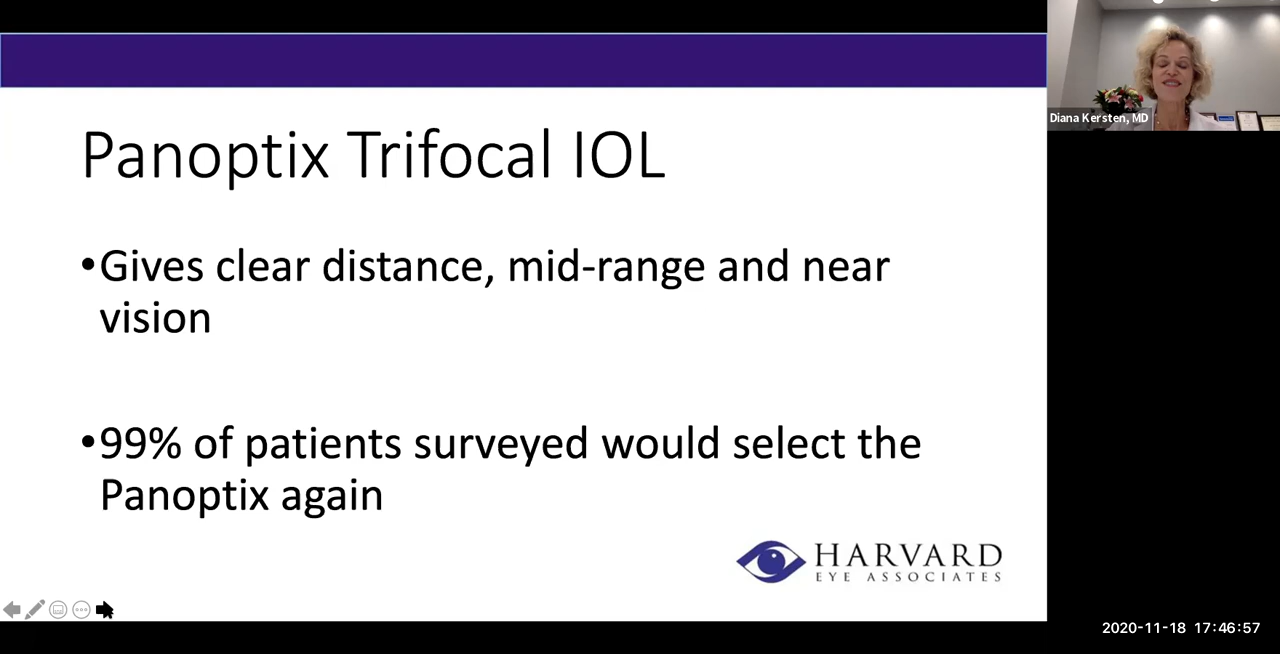 Panoptix Trifocal IOL
•Gives clear distance, mid-range and near
vision
•99% of patients surveyed would select the
Panoptix again
HARVARD
EYE ASSOCIATES
Diana Kersten, MD
2020-11-18 17:46:57